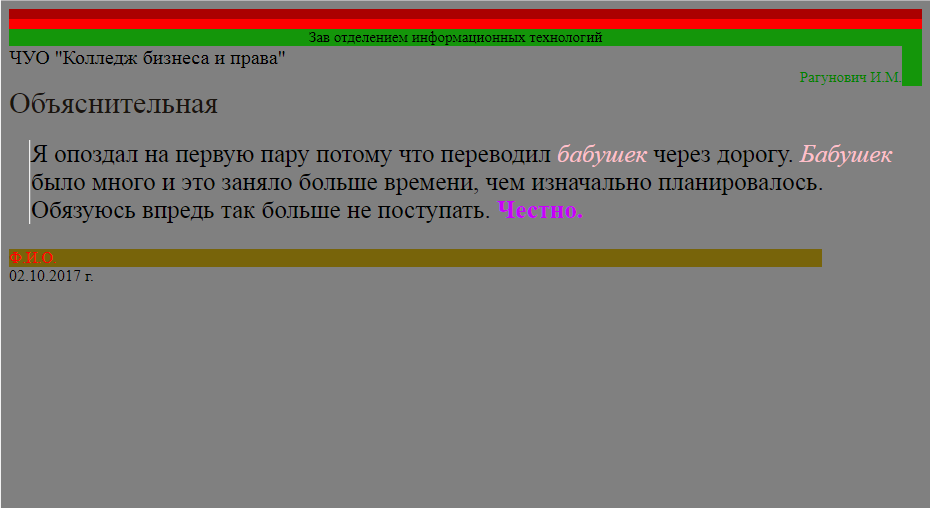 Зав отделением информационных технологий
ЧУО "Колледж бизнеса и права"
Рагунович И.М.
Объяснительная
Я опоздал на первую пару потому что переводил бабушек через дорогу. Бабушек
было много и это заняло больше времени, чем изначально планировалось.
Обязуюсь впредь так больше не поступать. Честно.
Ф.И.О.
02.10.2017 г.